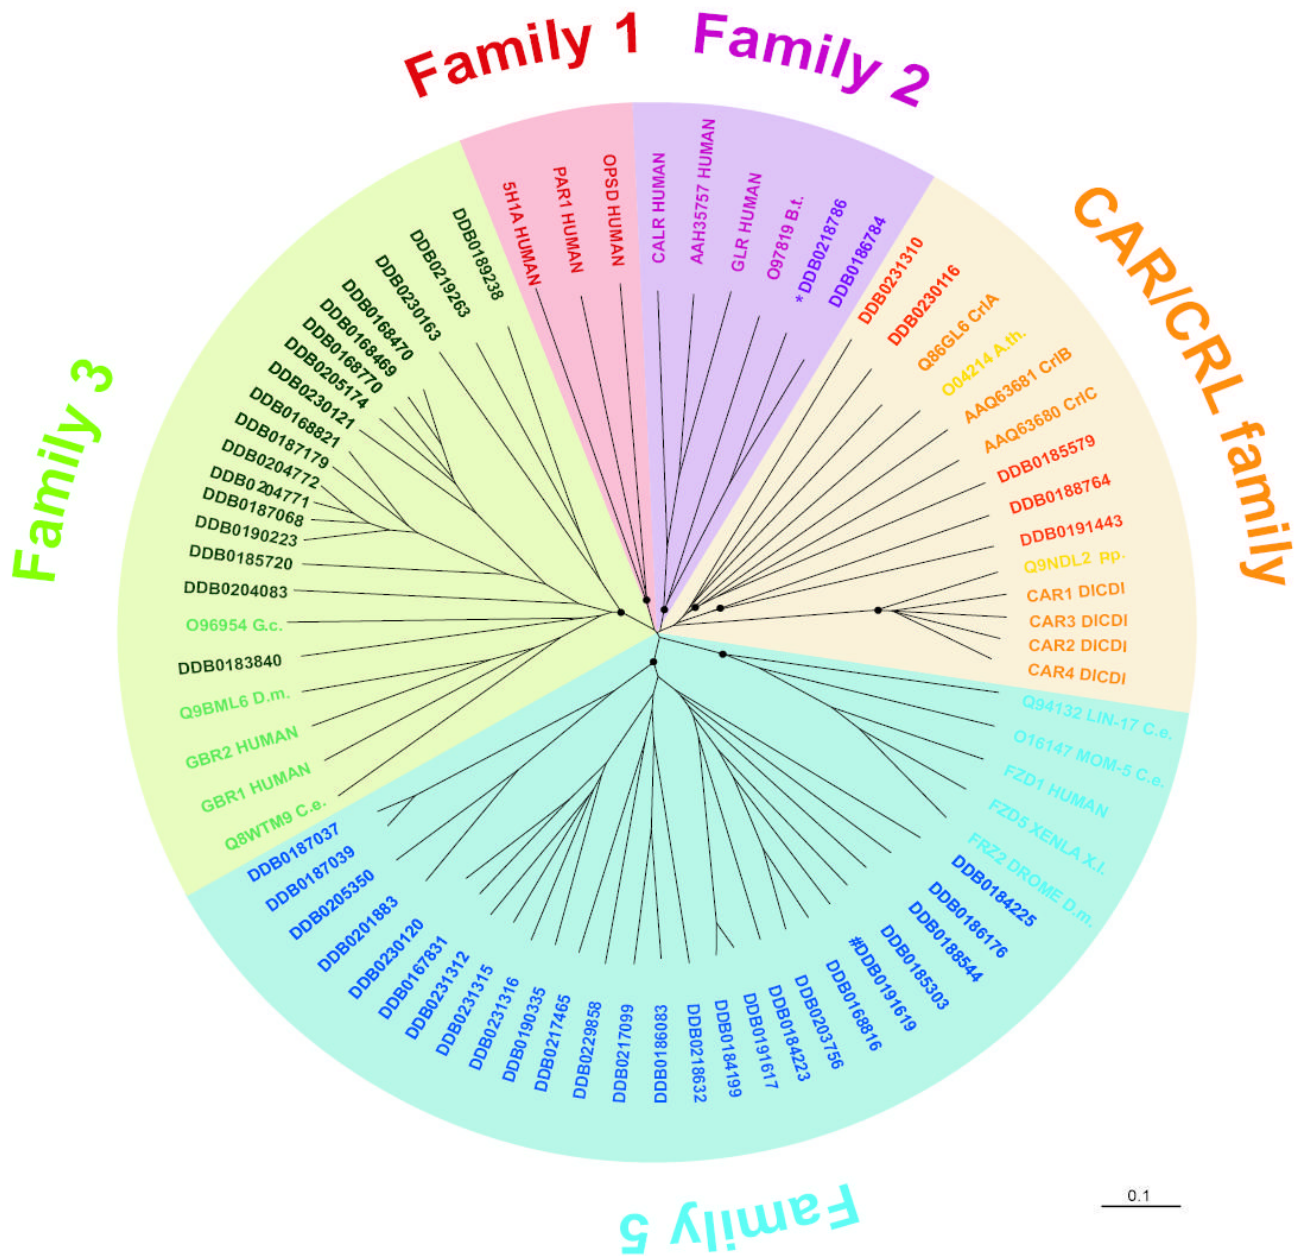 Family 1
Family 2
CAR/CRL family
Family 3
Family 5
5H1A HUMAN
PAR1 HUMAN
OPSD HUMAN
CALR HUMAN
AAH35757 HUMAN
GLR HUMAN
O97819 B.t.
* DDB0218786
DDB0186784
DDB0231310
DDB0230116
Q86GL6 CrlA
O04214 A.th.
AAQ63681 CrlB
AAQ63680 CrlC
DDB0185579
DDB0188764
DDB0191443
Q9NDL2 pp.
CAR1 DICDI
CAR3 DICDI
CAR2 DICDI
CAR4 DICDI
Q94132 LIN-17 C.e.
O16147 MOM-5 C.e.
FZD1 HUMAN
FZD5 XENLA X.l.
FRZ2 DROME D.m.
DDB0184225
DDB0186176
DDB0188544
DDB0185303
#DDB0191619
DDB0168816
DDB0203756
DDB0184223
DDB0191617
DDB0184199
DDB0218632
DDB0186083
DDB0217099
DDB0229858
DDB0217465
DDB0190335
DDB0231316
DDB0231315
DDB0231312
DDB0167831
DDB0230120
DDB0201883
DDB0205350
DDB0187039
DDB0187037
Q8WTM9 C.e.
GBR1 HUMAN
GBR2 HUMAN
Q9BML6 D.m.
DDB0183840
O96954 G.c.
DDB0204083
DDB0185720
DDB0190223
DDB0187068
DDB0204771
DDB0204772
DDB0187179
DDB0168821
DDB0230121
DDB0205174
DDB0168770
DDB0168469
DDB0168470
DDB0230163
DDB0219263
DDB0189238
0.1